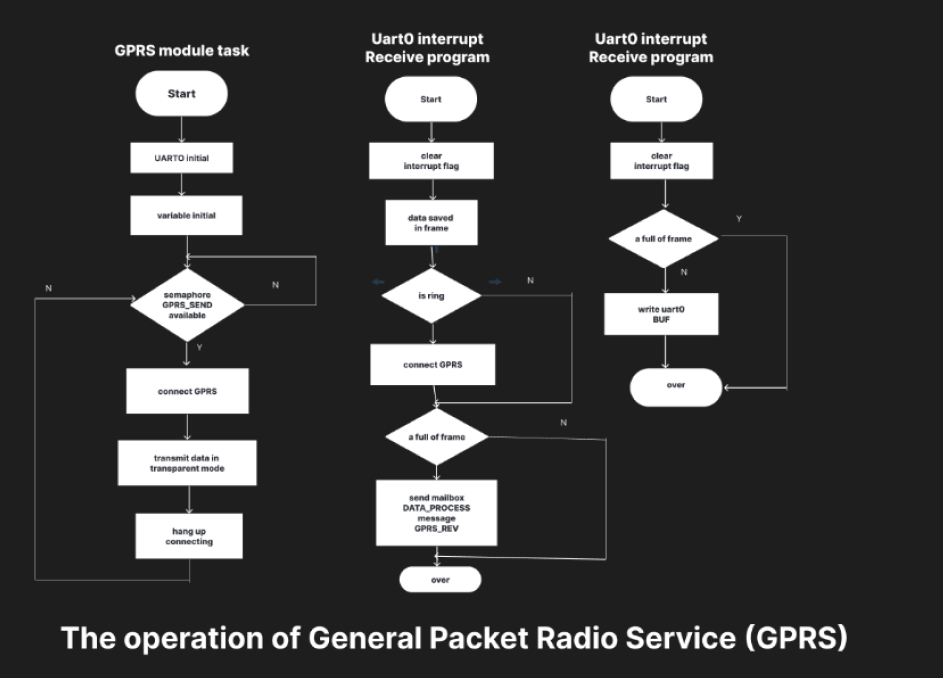 GPRS module task
Start
UARTO initial
variable initial
N
semaphore
GPRS_SEND
available
N
Y
connect GPRS
transmit data in
transparent mode
hang up
connecting
Uart0 interrupt
Receive program
Start
clear
interrupt flag
data saved
in frame
is ring
N
connect GPRS
a full of frame
N
send mailbox
DATA_PROCESS
message
GPRS_REV
over
Uart0 interrupt
Receive program
Start
clear
interrupt flag
a full of frame
Y
N
write uart0
BUF
over
The operation of General Packet Radio Service (GPRS)